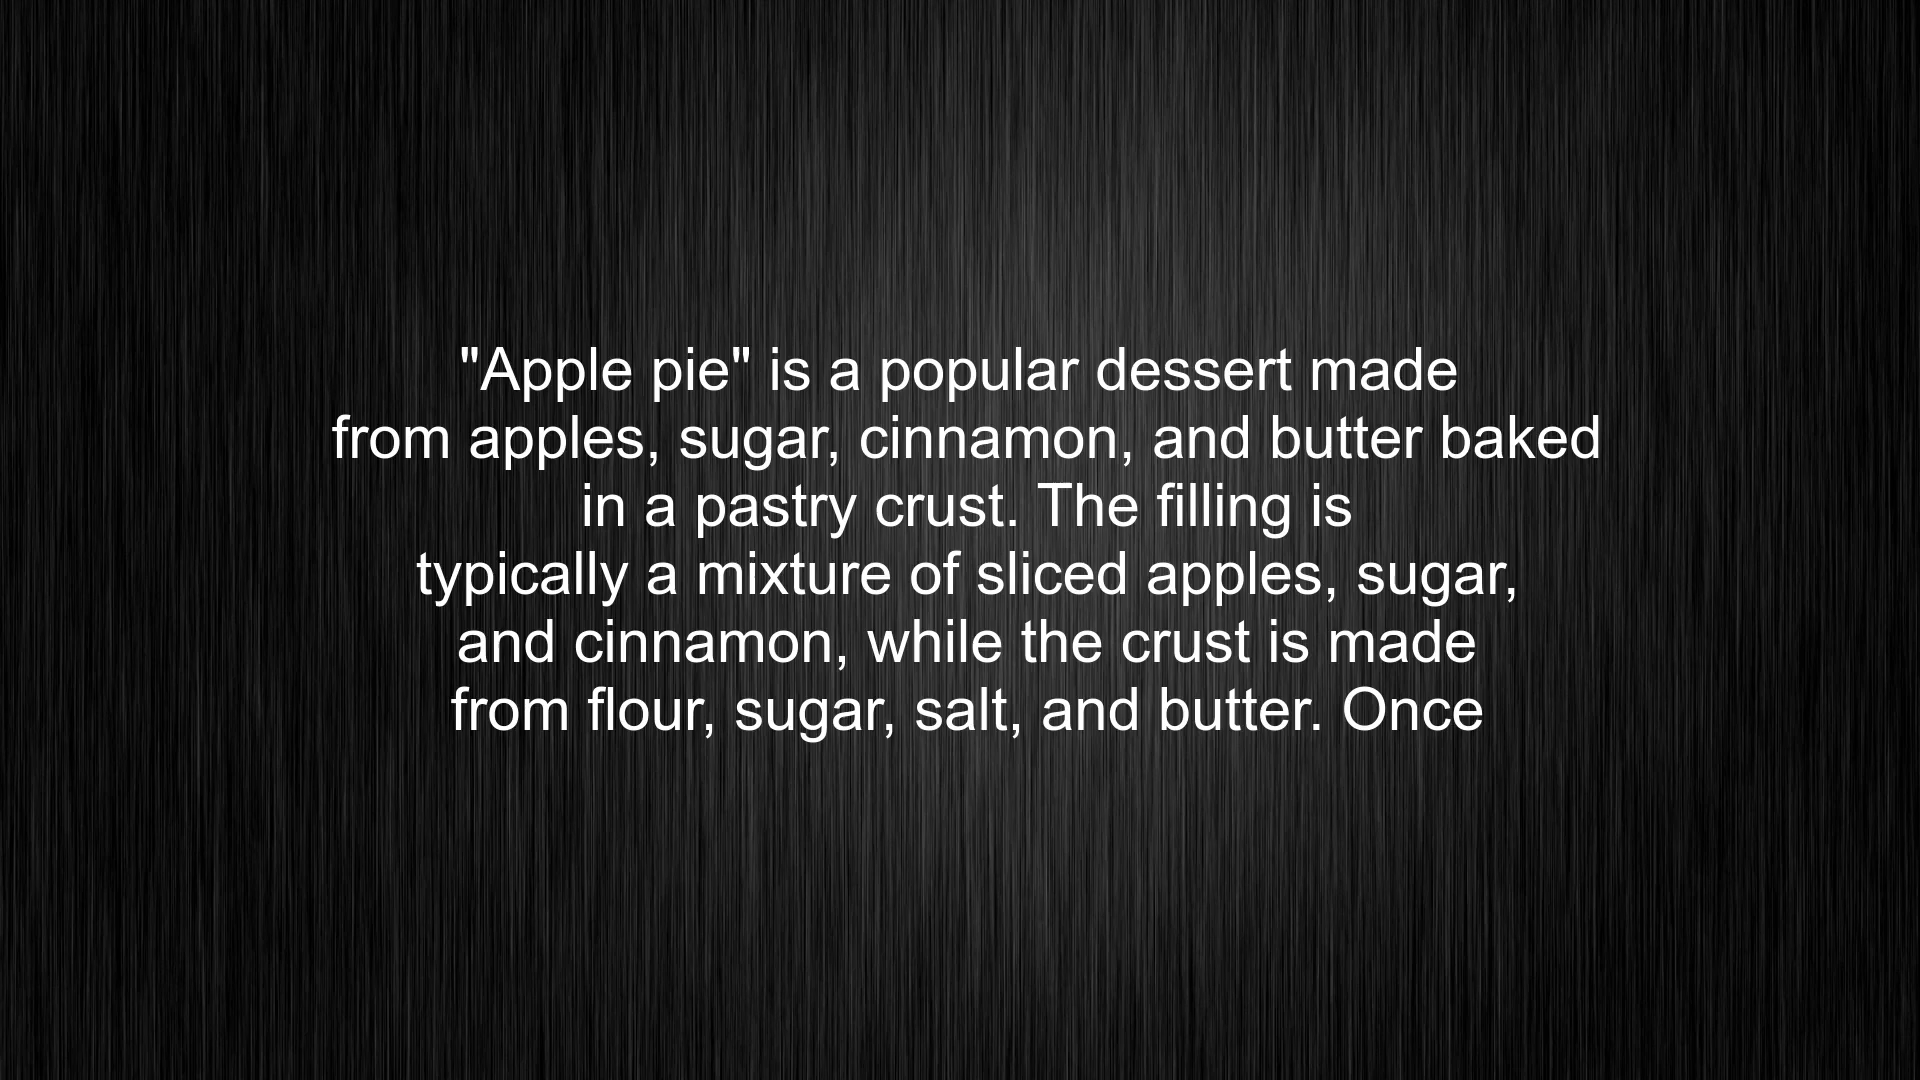 "Apple pie" is a popular dessert made
from apples, sugar, cinnamon, and butter baked
in a pastry crust. The filling is
typically a mixture of sliced apples, sugar,
and cinnamon, while the crust is made
from flour, sugar, salt, and butter. Once